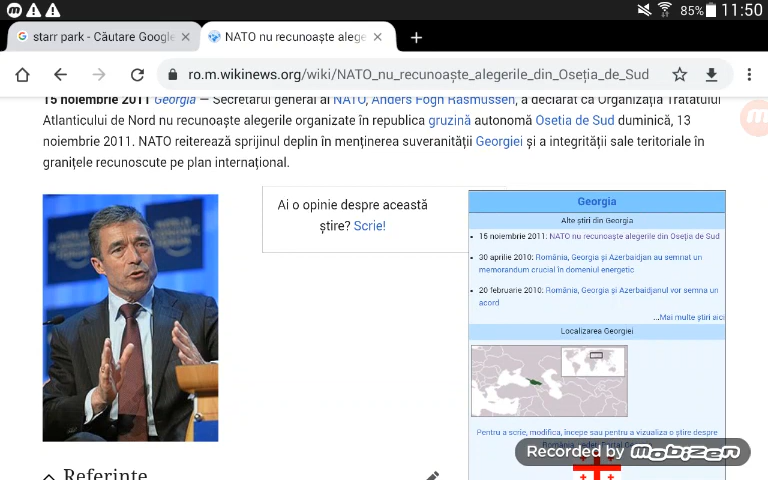 85% 11:50
starr park - Căutare Google
NATO nu recunoaște alege
ro.m.wikinews.org/wiki/NATO_nu_recunoaște_alegerile_din_Oseția_de_Sud
15 noiembrie 2011 Georgia — Secretarul general al NATO, Anders Fogh Rasmussen, a declarat că Organizația Tratatului
Atlanticului de Nord nu recunoaște alegerile organizate în republica gruzină autonomă Osetia de Sud duminică, 13
noiembrie 2011. NATO reiterează sprijinul deplin în menținerea suveranității Georgiei și a integrității sale teritoriale în
granițele recunoscute pe plan internațional.
Ai o opinie despre această
știre? Scrie!
Georgia
Alte știri din Georgia
15 noiembrie 2011: NATO nu recunoaște alegerile din Oseția de Sud
30 aprilie 2010: România, Georgia și Azerbaidjan au semnat un
memorandum crucial în domeniul energetic
20 februarie 2010: România, Georgia și Azerbaidjanul vor semna un
acord
...Mai multe știri aici
Localizarea Georgiei
Pentru a scrie, modifica, începe sau pentru a vizualiza o știre despre
Recorded by mobizen
Referințe